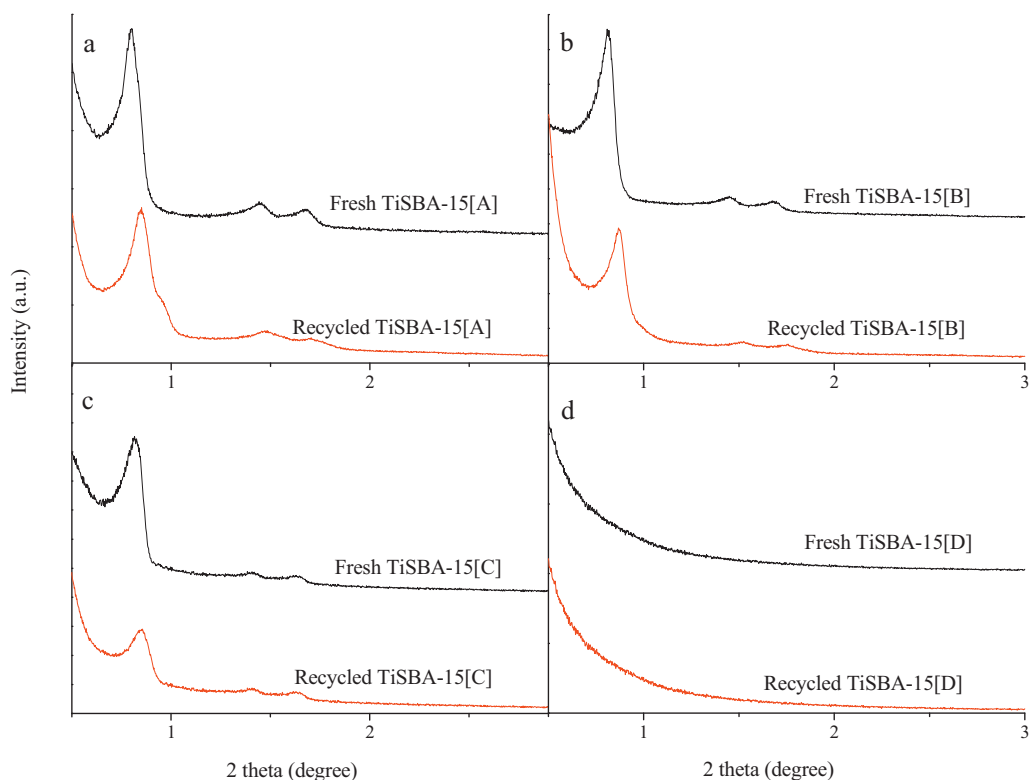 a
Fresh TiSBA-15[A]
Recycled TiSBA-15[A]
1
2
b
Fresh TiSBA-15[B]
Recycled TiSBA-15[B]
1
2
3
Intensity (a.u.)
c
Fresh TiSBA-15[C]
Recycled TiSBA-15[C]
1
2
2 theta (degree)
d
Fresh TiSBA-15[D]
Recycled TiSBA-15[D]
1
2
3
2 theta (degree)